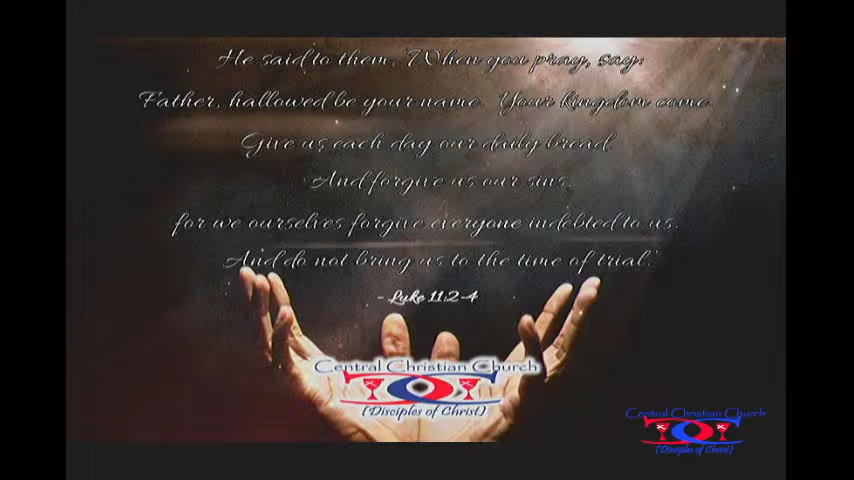 He said to them, "When you pray, say:
Father, hallowed be your name. Your kingdom come.
Give us each day our daily bread.
And forgive us our sins,
for we ourselves forgive everyone indebted to us.
And do not bring us to the time of trial."
- Luke 11:2-4
Central Christian Church
TOT
(Disciples of Christ)
Central Christian Church
TOT
(Disciples of Christ)